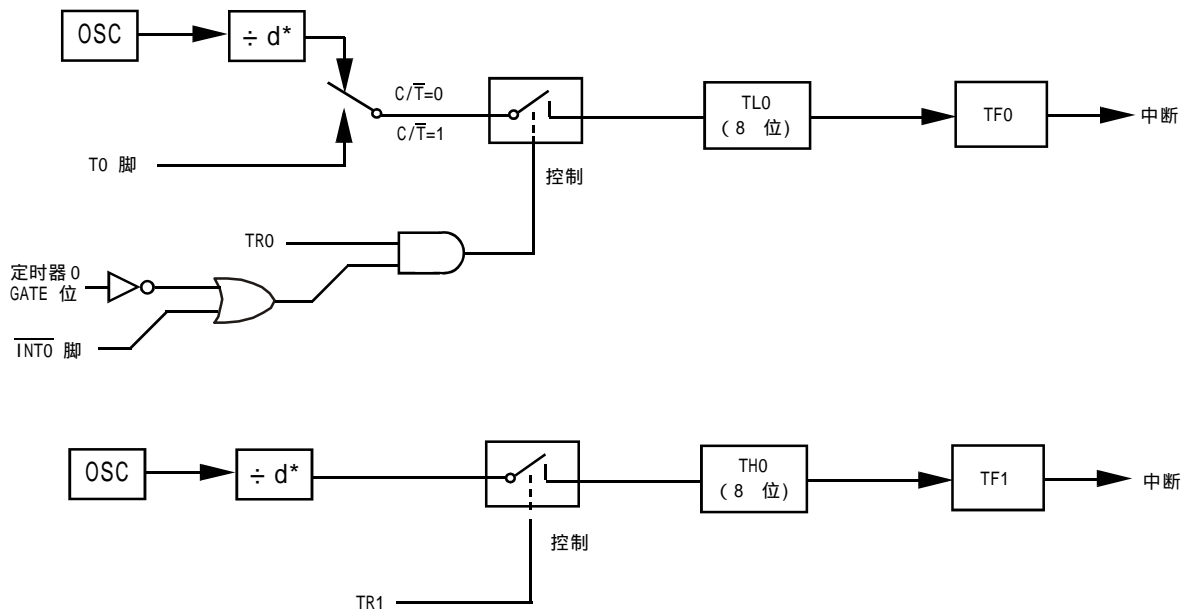 OSC
÷ d*
C/T̅=0
C/T̅=1
T0 脚
控制
TL0
(8 位)
TF0
中断
TR0
定时器0
GATE 位
I̅N̅T̅0̅ 脚
OSC
÷ d*
控制
TH0
(8 位)
TF1
中断
TR1